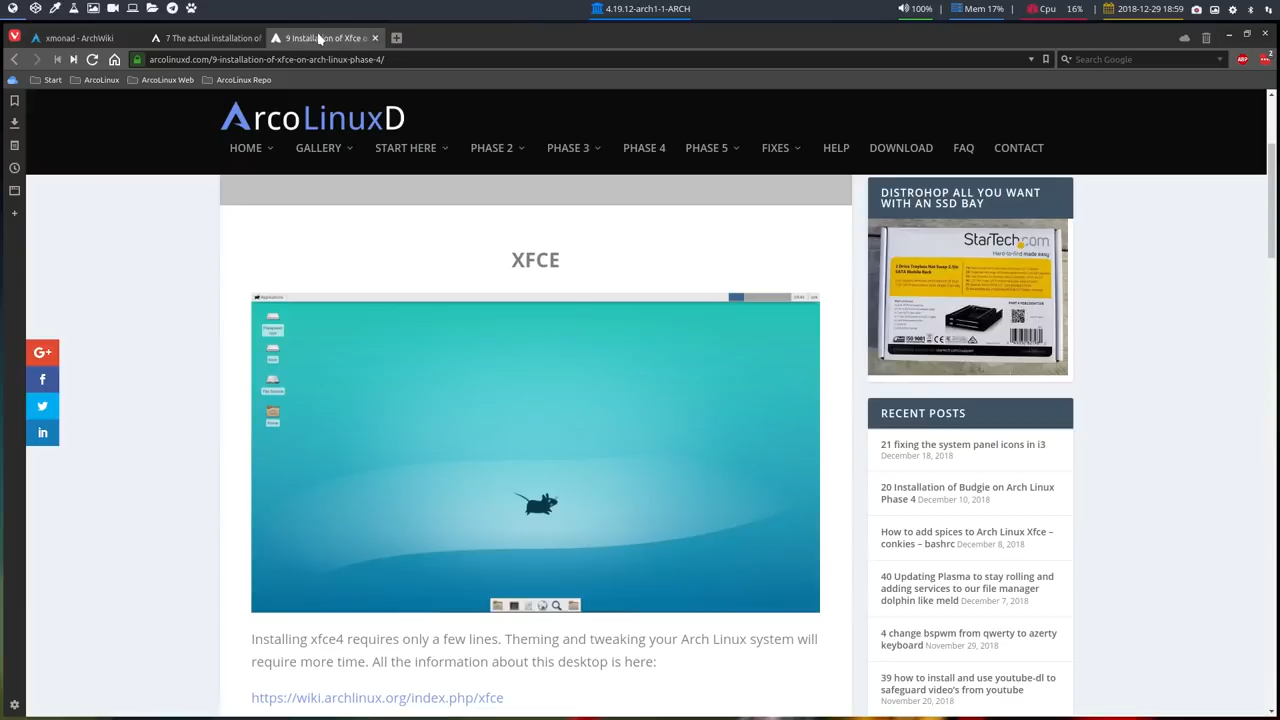 4.19.12-arch1-1-ARCH
100%
Mem 17%
Cpu 16%
2018-12-29 18:59
xmonad - ArchWiki
7 The actual installation of
9 Installation of Xfce o
arcolinuxd.com/9-installation-of-xfce-on-arch-linux-phase-4/
Search Google
ABP
2
Start
ArcoLinux
ArcoLinux Web
ArcoLinux Repo
ArcoLinuxD
HOME
GALLERY
START HERE
PHASE 2
PHASE 3
PHASE 4
PHASE 5
FIXES
HELP
DOWNLOAD
FAQ
CONTACT
XFCE
Applications
G+
f
in
Installing xfce4 requires only a few lines. Theming and tweaking your Arch Linux system will
require more time. All the information about this desktop is here:
https://wiki.archlinux.org/index.php/xfce
DISTROHOP ALL YOU WANT
WITH AN SSD BAY
StarTech.com
Hard-to-find made easy
ISO 9001
RECENT POSTS
21 fixing the system panel icons in i3
December 18, 2018
20 Installation of Budgie on Arch Linux
Phase 4 December 10, 2018
How to add spices to Arch Linux Xfce –
conkies – bashrc December 8, 2018
40 Updating Plasma to stay rolling and
adding services to our file manager
dolphin like meld December 7, 2018
4 change bspwm from qwerty to azerty
keyboard November 29, 2018
39 how to install and use youtube-dl to
safeguard video's from youtube
November 20, 2018